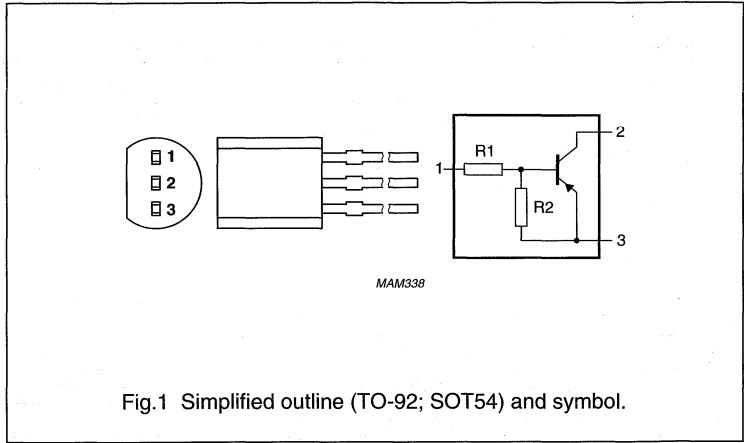 1
2
3
R1
1
R2
2
3
MAM338
Fig.1 Simplified outline (TO-92; SOT54) and symbol.